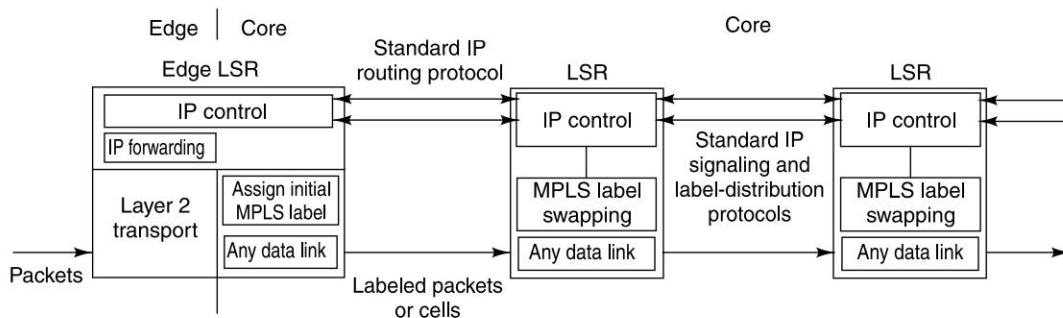 Edge
Core
Core
Edge LSR
Standard IP
routing protocol
LSR
LSR
IP control
IP control
IP control
IP forwarding
Standard IP
signaling and
label-distribution
protocols
Layer 2
transport
Assign initial
MPLS label
MPLS label
swapping
MPLS label
swapping
Any data link
Any data link
Any data link
Packets
Labeled packets
or cells